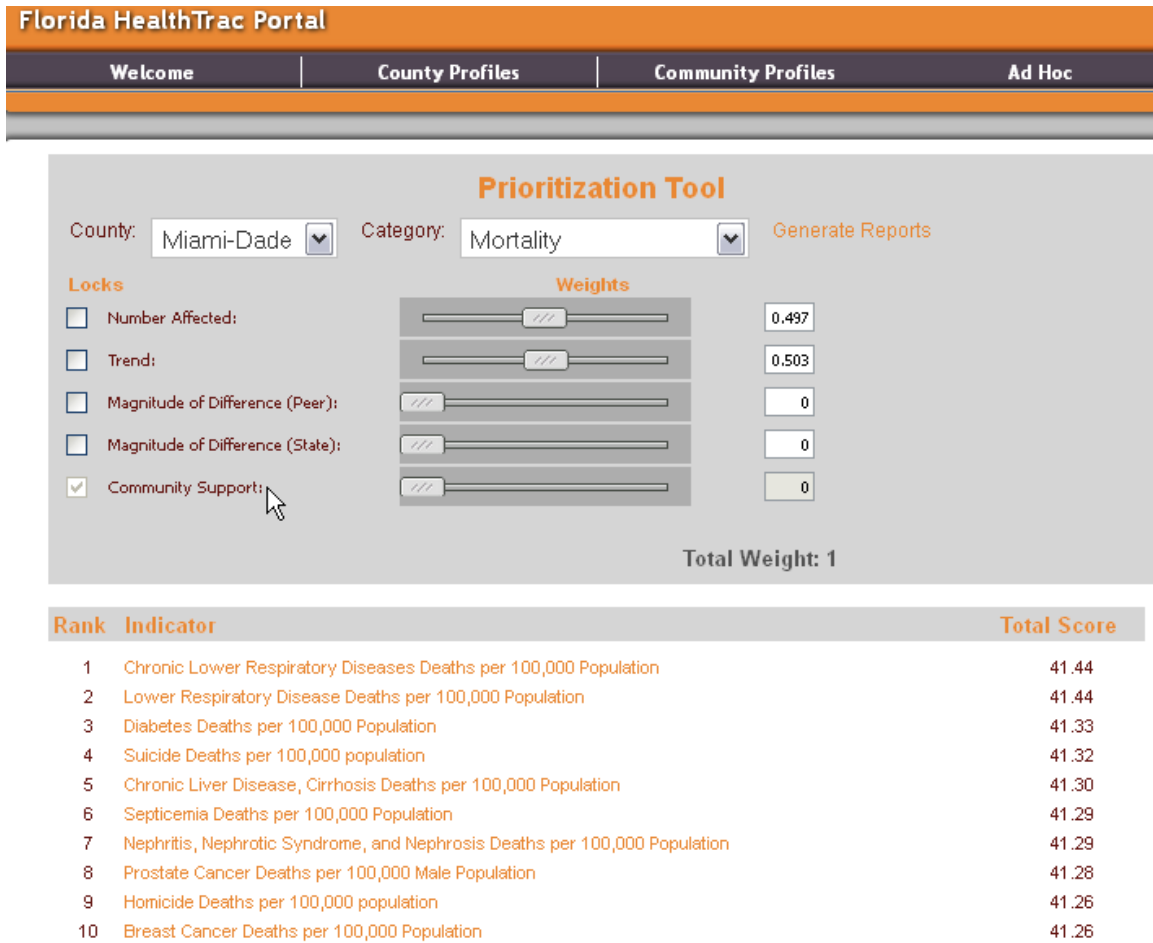 Florida HealthTrac Portal
Welcome County Profiles Community Profiles Ad Hoc
Prioritization Tool
County: Miami-Dade Category: Mortality Generate Reports
Locks Weights
Number Affected: 0.497
Trend: 0.503
Magnitude of Difference (Peer): 0
Magnitude of Difference (State): 0
Community Support: 0
Total Weight: 1
Rank Indicator Total Score
1 Chronic Lower Respiratory Diseases Deaths per 100,000 Population 41.44
2 Lower Respiratory Disease Deaths per 100,000 Population 41.44
3 Diabetes Deaths per 100,000 Population 41.33
4 Suicide Deaths per 100,000 population 41.32
5 Chronic Liver Disease, Cirrhosis Deaths per 100,000 Population 41.30
6 Septicemia Deaths per 100,000 Population 41.29
7 Nephritis, Nephrotic Syndrome, and Nephrosis Deaths per 100,000 Population 41.29
8 Prostate Cancer Deaths per 100,000 Male Population 41.28
9 Homicide Deaths per 100,000 population 41.26
10 Breast Cancer Deaths per 100,000 Population 41.26